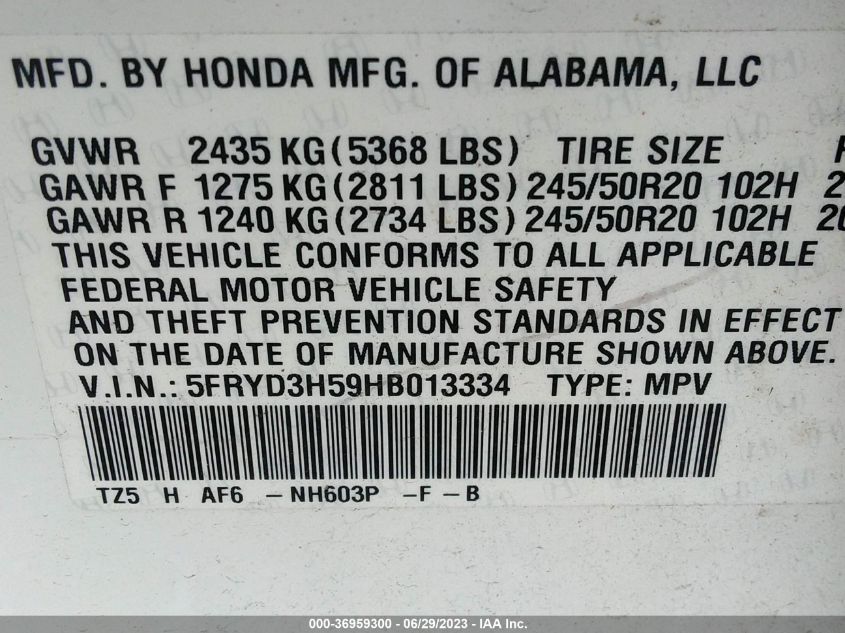 MFD. BY HONDA MFG. OF ALABAMA, LLC
GVWR 2435 KG (5368 LBS) TIRE SIZE
GAWR F 1275 KG (2811 LBS) 245/50R20 102H
GAWR R 1240 KG (2734 LBS) 245/50R20 102H
THIS VEHICLE CONFORMS TO ALL APPLICABLE
FEDERAL MOTOR VEHICLE SAFETY
AND THEFT PREVENTION STANDARDS IN EFFECT
ON THE DATE OF MANUFACTURE SHOWN ABOVE.
V.I.N.: 5FRYD3H59HB013334 TYPE: MPV
TZ5 H AF6 -NH603P -F -B
000-36959300 - 06/29/2023 - IAA Inc.